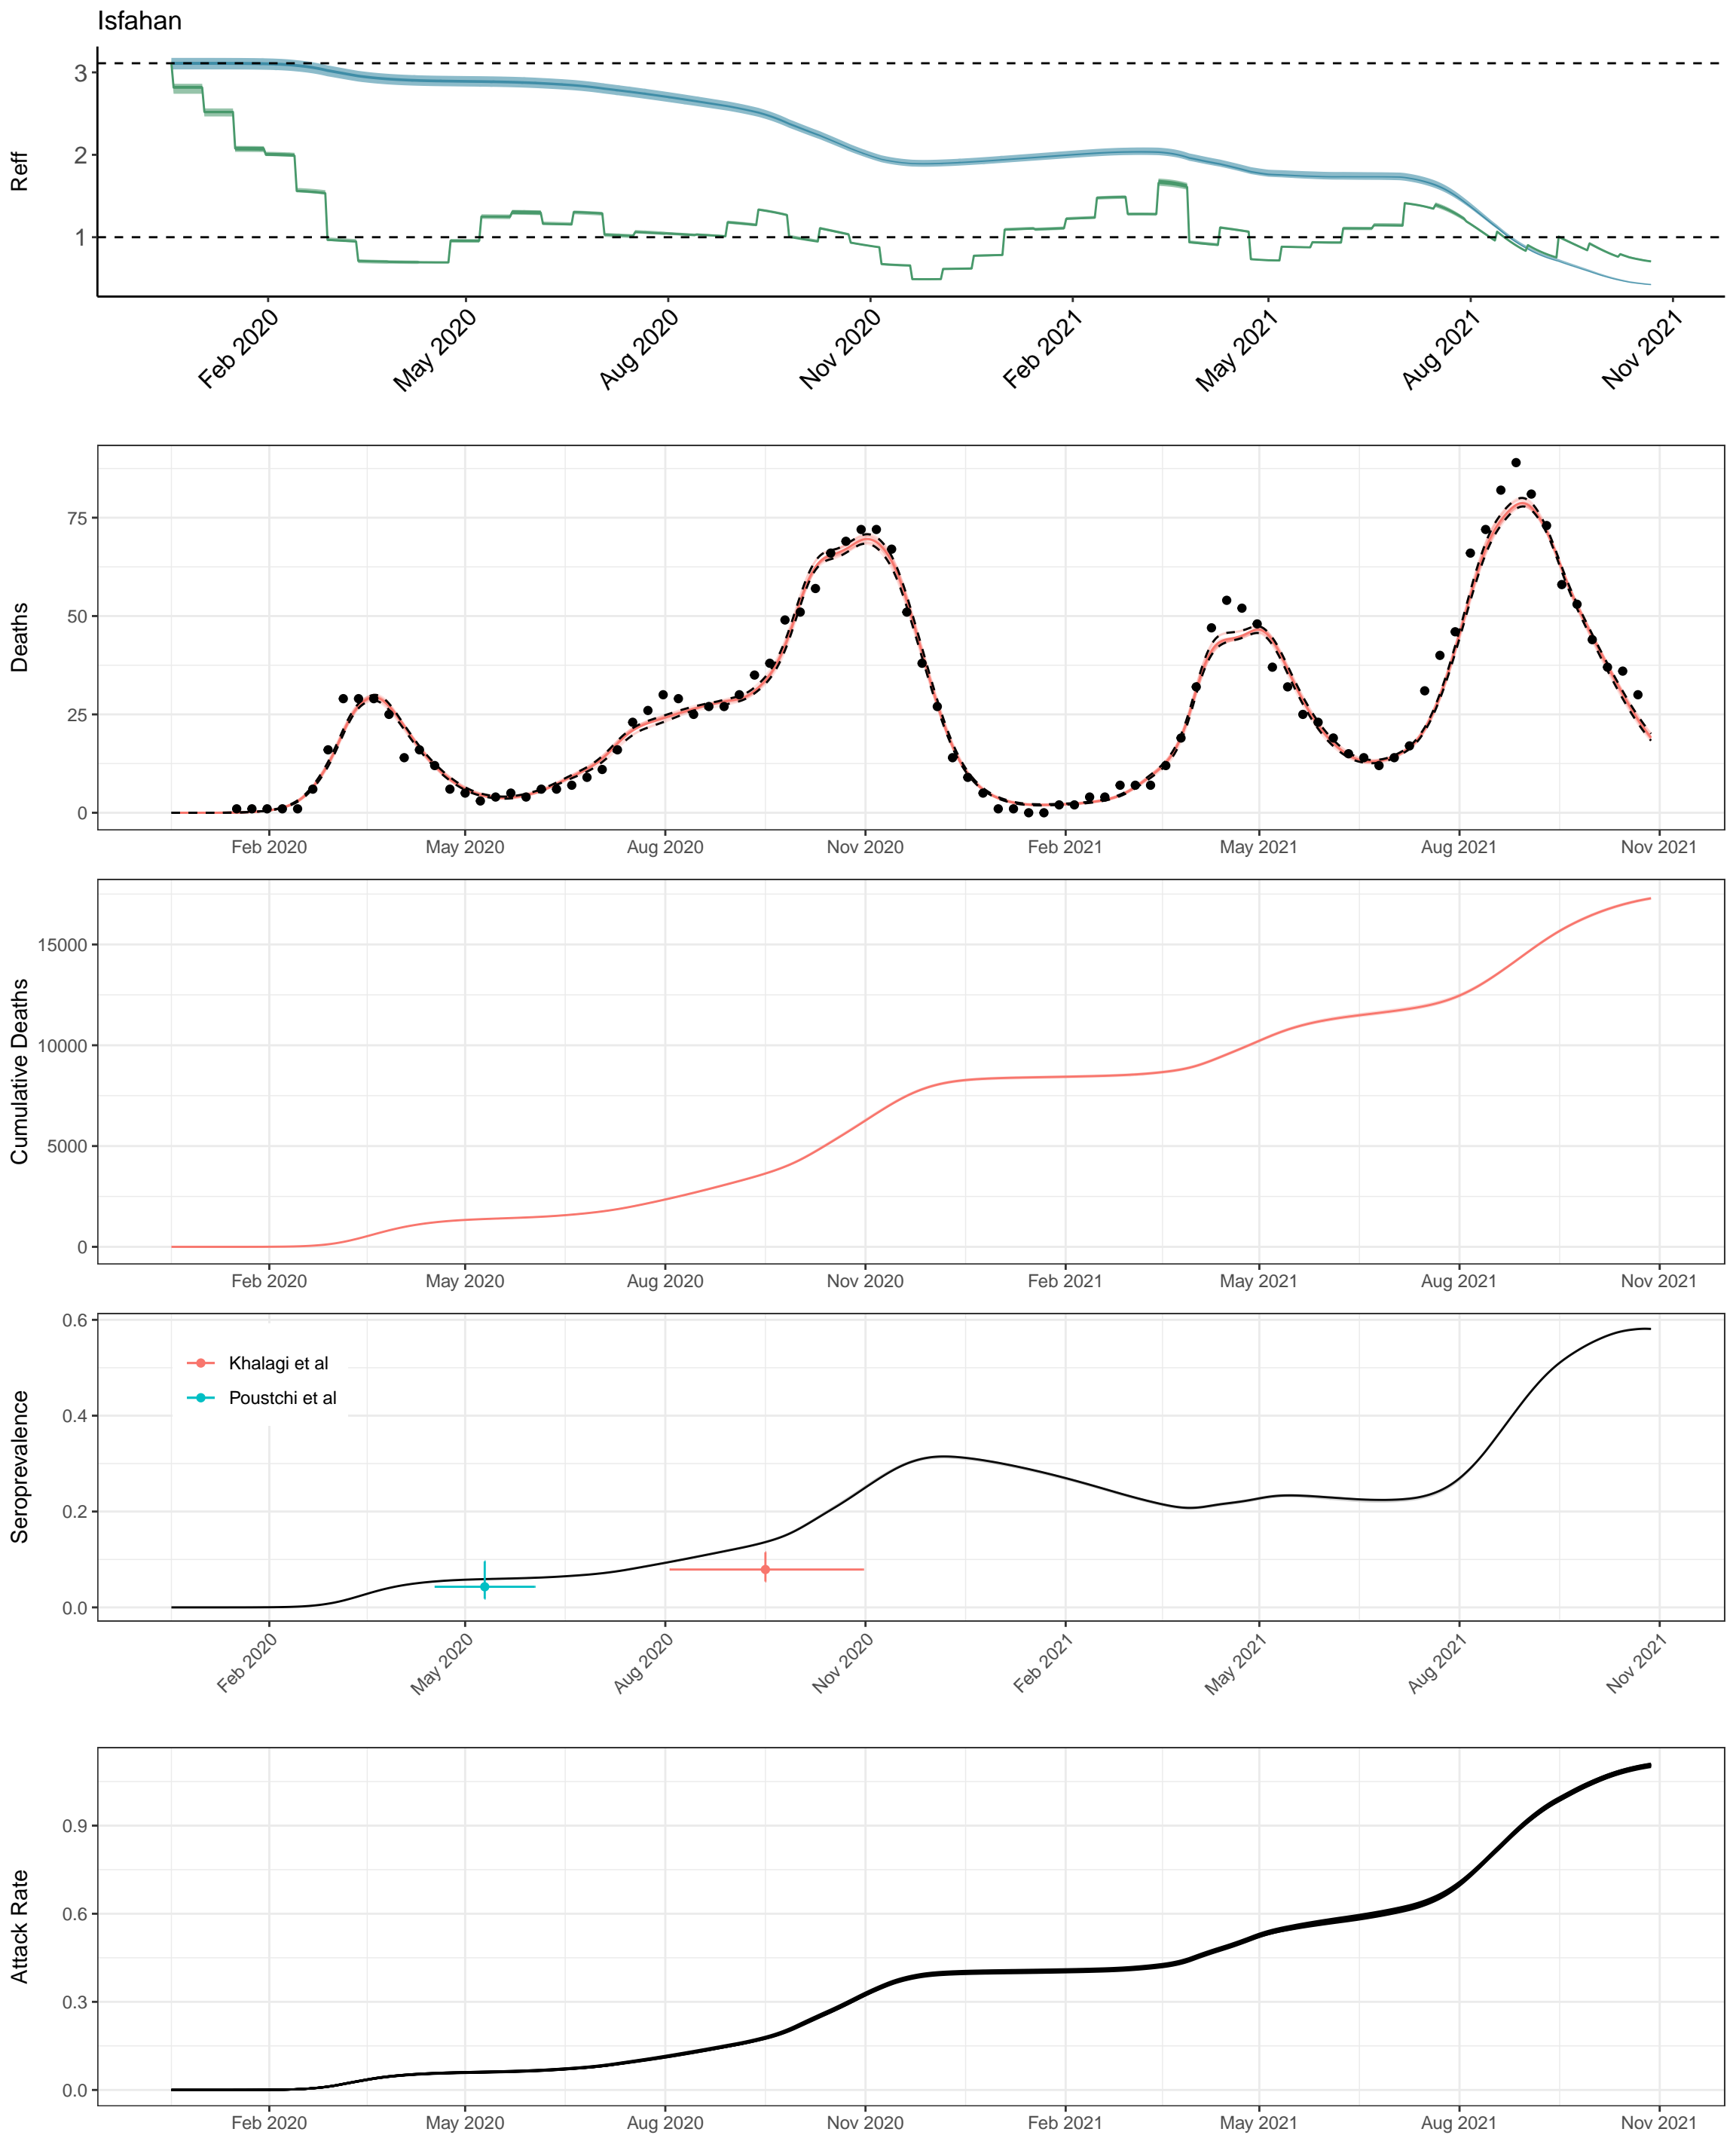 Isfahan
Reff
3
2
1
Feb 2020
May 2020
Aug 2020
Nov 2020
Feb 2021
May 2021
Aug 2021
Nov 2021
Deaths
75
50
25
0
Feb 2020
May 2020
Aug 2020
Nov 2020
Feb 2021
May 2021
Aug 2021
Nov 2021
Cumulative Deaths
15000
10000
5000
0
Feb 2020
May 2020
Aug 2020
Nov 2020
Feb 2021
May 2021
Aug 2021
Nov 2021
Seroprevalence
0.6
0.4
0.2
0.0
Khalagi et al
Poustchi et al
Feb 2020
May 2020
Aug 2020
Nov 2020
Feb 2021
May 2021
Aug 2021
Nov 2021
Attack Rate
0.9
0.6
0.3
0.0
Feb 2020
May 2020
Aug 2020
Nov 2020
Feb 2021
May 2021
Aug 2021
Nov 2021